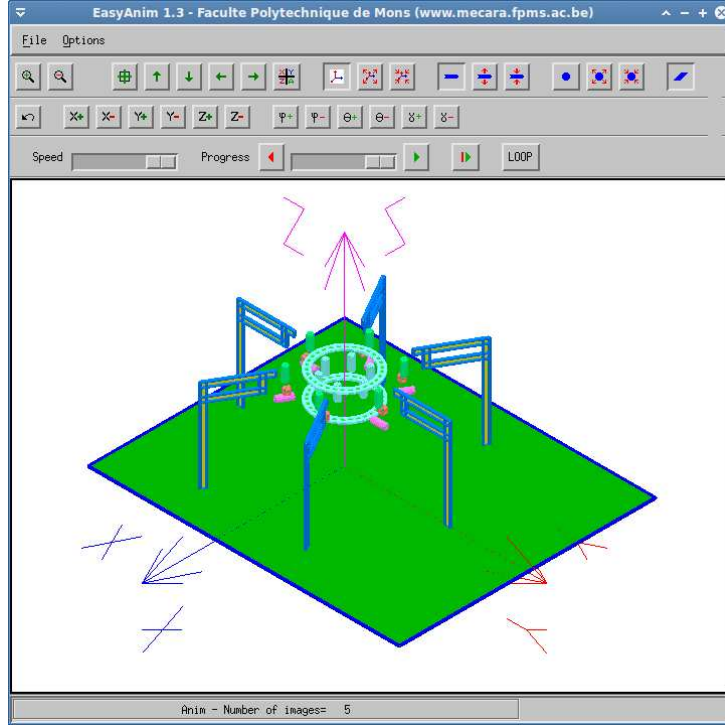 EasyAnim 1.3 - Faculte Polytechnique de Mons (www.mecara.fpms.ac.be)
File Options
X+ X- Y+ Y- Z+ Z- φ+ φ- θ+ θ- γ+ γ-
Speed Progress LOOP
Z
X Y
Anim - Number of images= 5